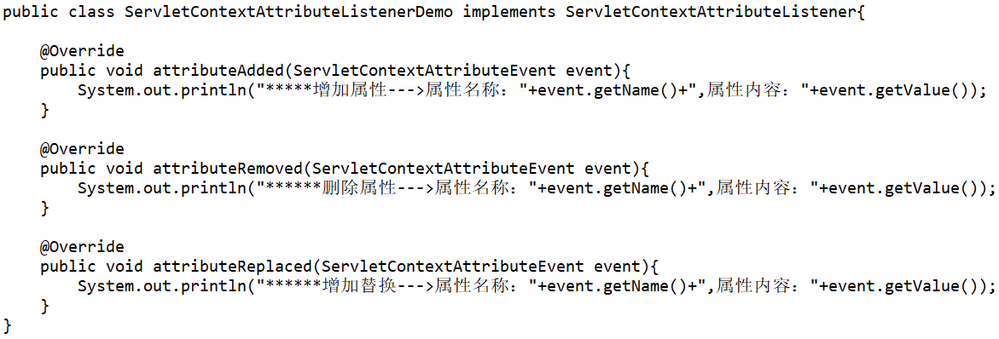 public class ServletContextAttributeListenerDemo implements ServletContextAttributeListener{
@Override
public void attributeAdded(ServletContextAttributeEvent event){
System.out.println("*****增加属性--->属性名称："+event.getName()+",属性内容："+event.getValue());
}
@Override
public void attributeRemoved(ServletContextAttributeEvent event){
System.out.println("******删除属性--->属性名称："+event.getName()+",属性内容："+event.getValue());
}
@Override
public void attributeReplaced(ServletContextAttributeEvent event){
System.out.println("******增加替换--->属性名称："+event.getName()+",属性内容："+event.getValue());
}
}